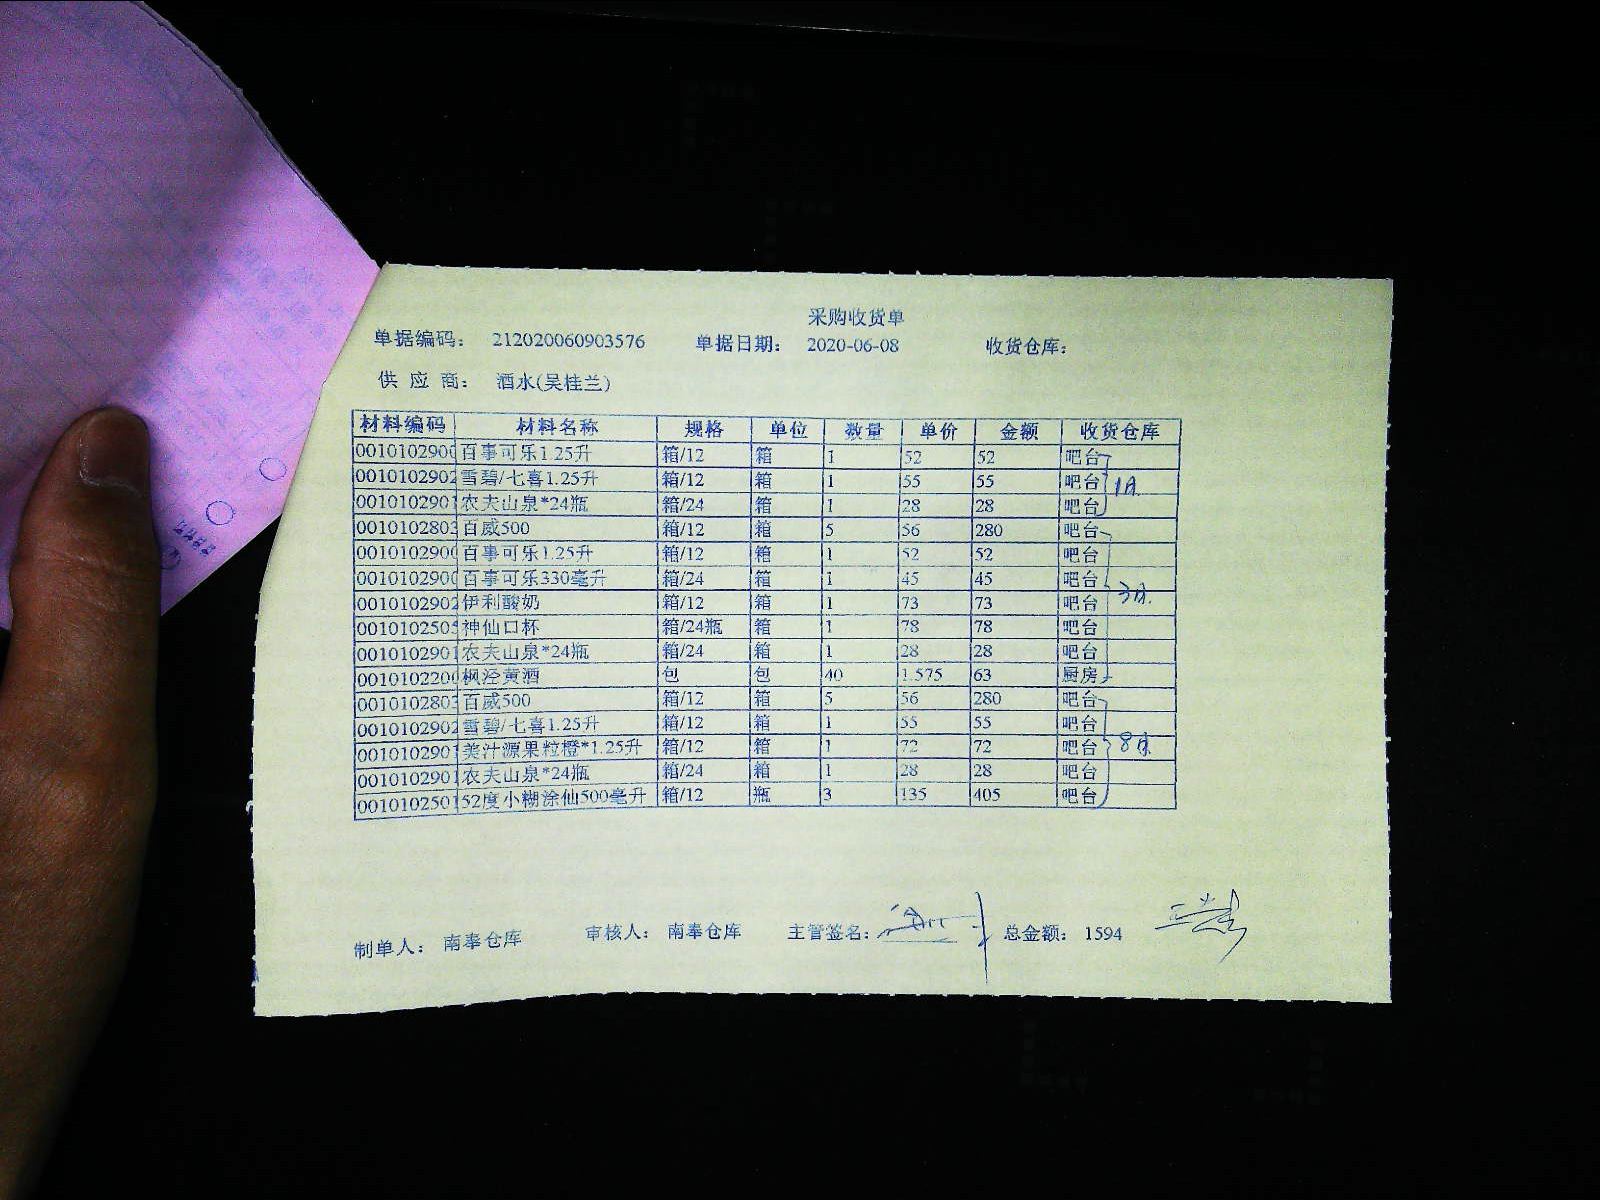 采购收货单
单据编码： 212020060903576 单据日期： 2020-06-08 收货仓库：
供 应 商： 酒水(吴桂兰)
材料编码 材料名称 规格 单位 数量 单价 金额 收货仓库
0010102900 百事可乐1.25升 箱/12 箱 1 52 52 吧台
0010102902 雪碧/七喜1.25升 箱/12 箱 1 55 55 吧台 1日
0010102901 农夫山泉*24瓶 箱/24 箱 1 28 28 吧台
0010102803 百威500 箱/12 箱 5 56 280 吧台
0010102900 百事可乐1.25升 箱/12 箱 1 52 52 吧台
0010102900 百事可乐330毫升 箱/24 箱 1 45 45 吧台
0010102902 伊利酸奶 箱/12 箱 1 73 73 吧台 3日
0010102505 神仙口杯 箱/24瓶 箱 1 78 78 吧台
0010102901 农夫山泉*24瓶 箱/24 箱 1 28 28 吧台
0010102200 枫泾黄酒 包 包 40 1.575 63 厨房
0010102803 百威500 箱/12 箱 5 56 280 吧台
0010102902 雪碧/七喜1.25升 箱/12 箱 1 55 55 吧台
0010102901 美汁源果粒橙*1.25升 箱/12 箱 1 72 72 吧台 8日
0010102901 农夫山泉*24瓶 箱/24 箱 1 28 28 吧台
0010102501 52度小糊涂仙500毫升 箱/12 瓶 3 135 405 吧台
制单人： 南奉仓库 审核人： 南奉仓库 主管签名： 总金额： 1594